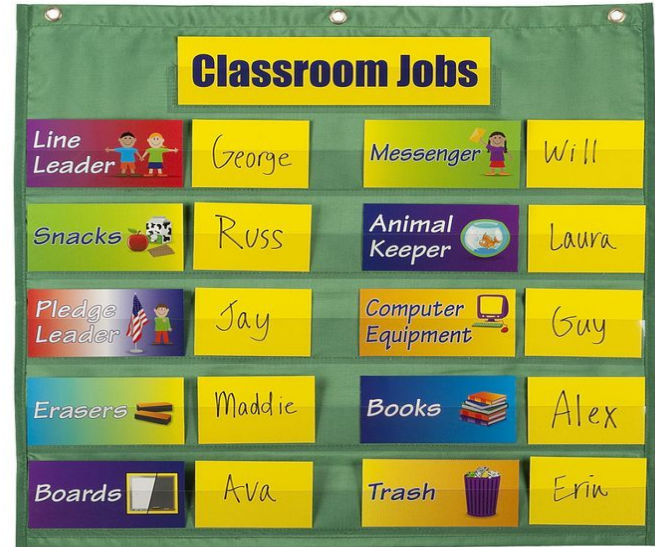 Classroom Jobs
Line
Leader
George
Messenger
Will
Snacks
Russ
Animal
Keeper
Laura
Pledge
Leader
Jay
Computer
Equipment
Guy
Erasers
Maddie
Books
Alex
Boards
Ava
Trash
Erin